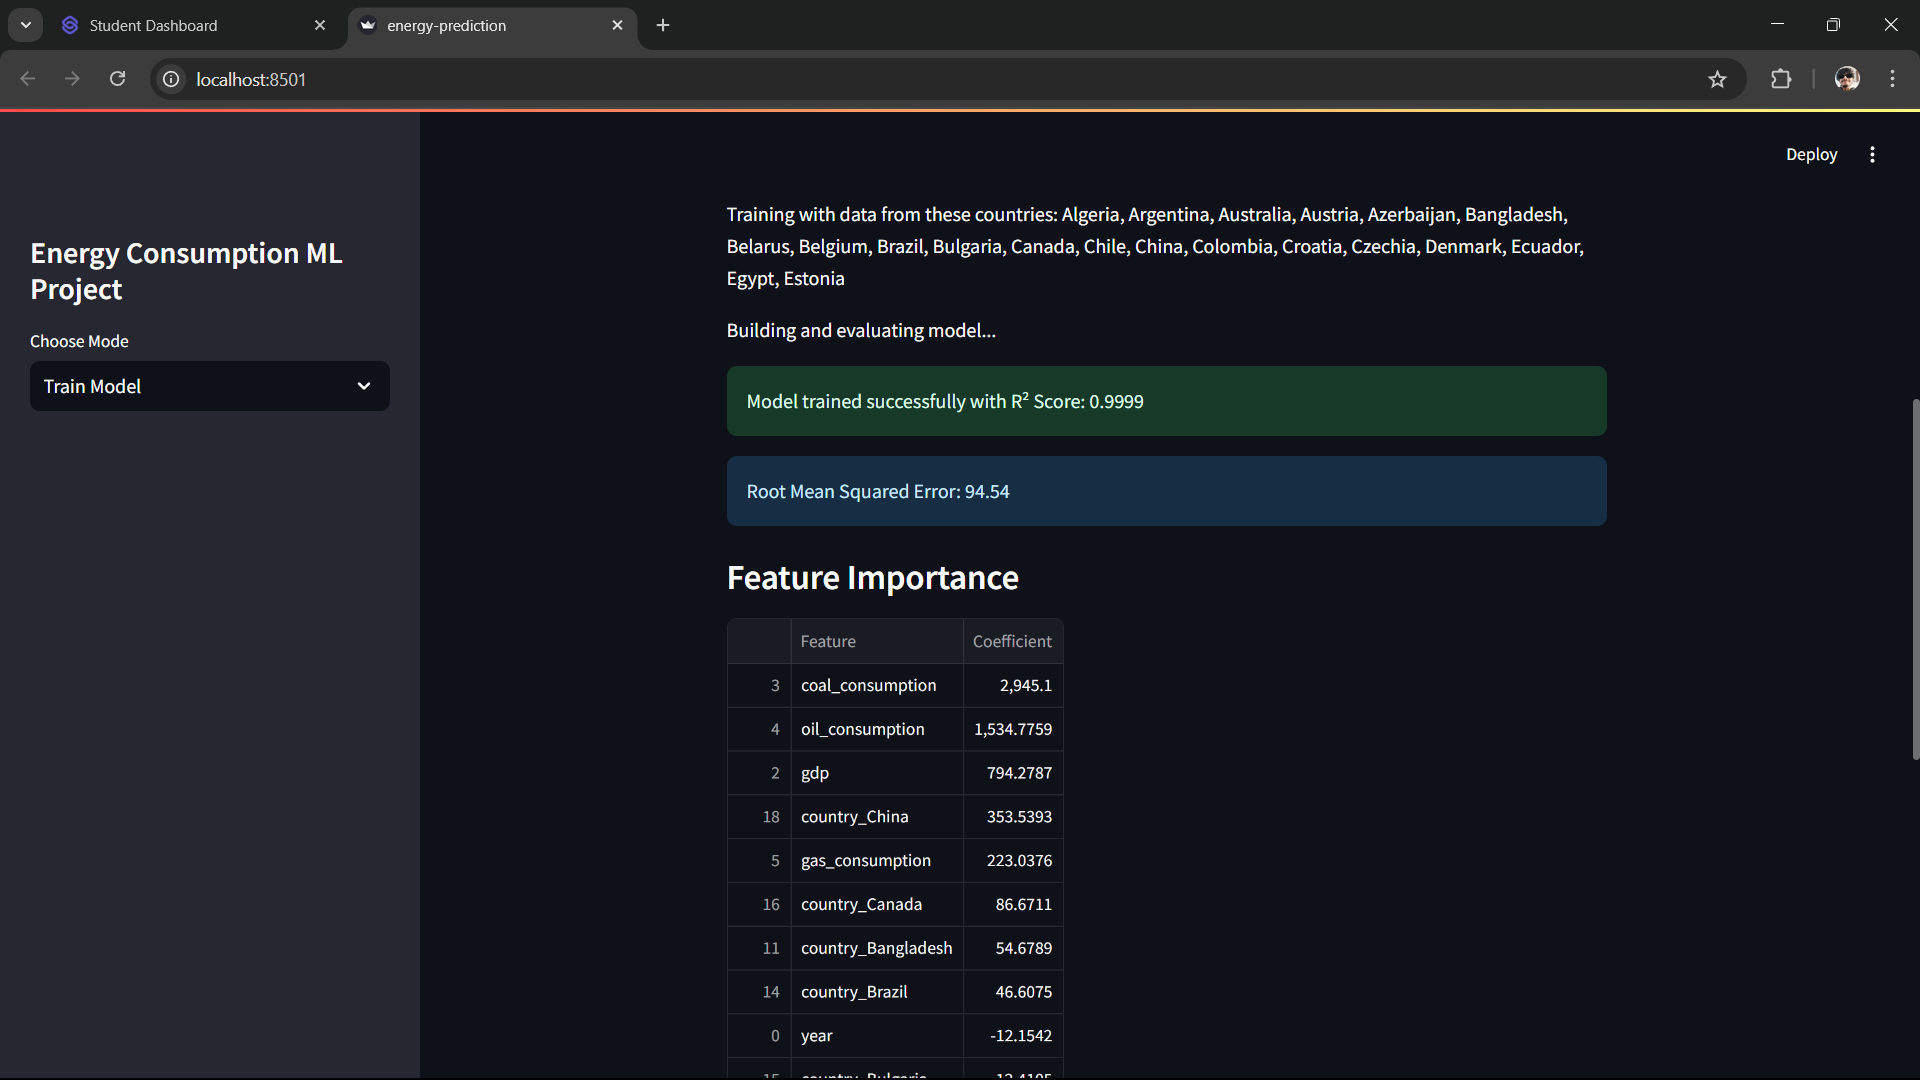 Student Dashboard
energy-prediction
localhost:8501
Deploy
Energy Consumption ML
Project
Choose Mode
Train Model
Training with data from these countries: Algeria, Argentina, Australia, Austria, Azerbaijan, Bangladesh,
Belarus, Belgium, Brazil, Bulgaria, Canada, Chile, China, Colombia, Croatia, Czechia, Denmark, Ecuador,
Egypt, Estonia
Building and evaluating model...
Model trained successfully with R² Score: 0.9999
Root Mean Squared Error: 94.54
Feature Importance
Feature Coefficient
3 coal_consumption 2,945.1
4 oil_consumption 1,534.7759
2 gdp 794.2787
18 country_China 353.5393
5 gas_consumption 223.0376
16 country_Canada 86.6711
11 country_Bangladesh 54.6789
14 country_Brazil 46.6075
0 year -12.1542
15 country_Bulgaria